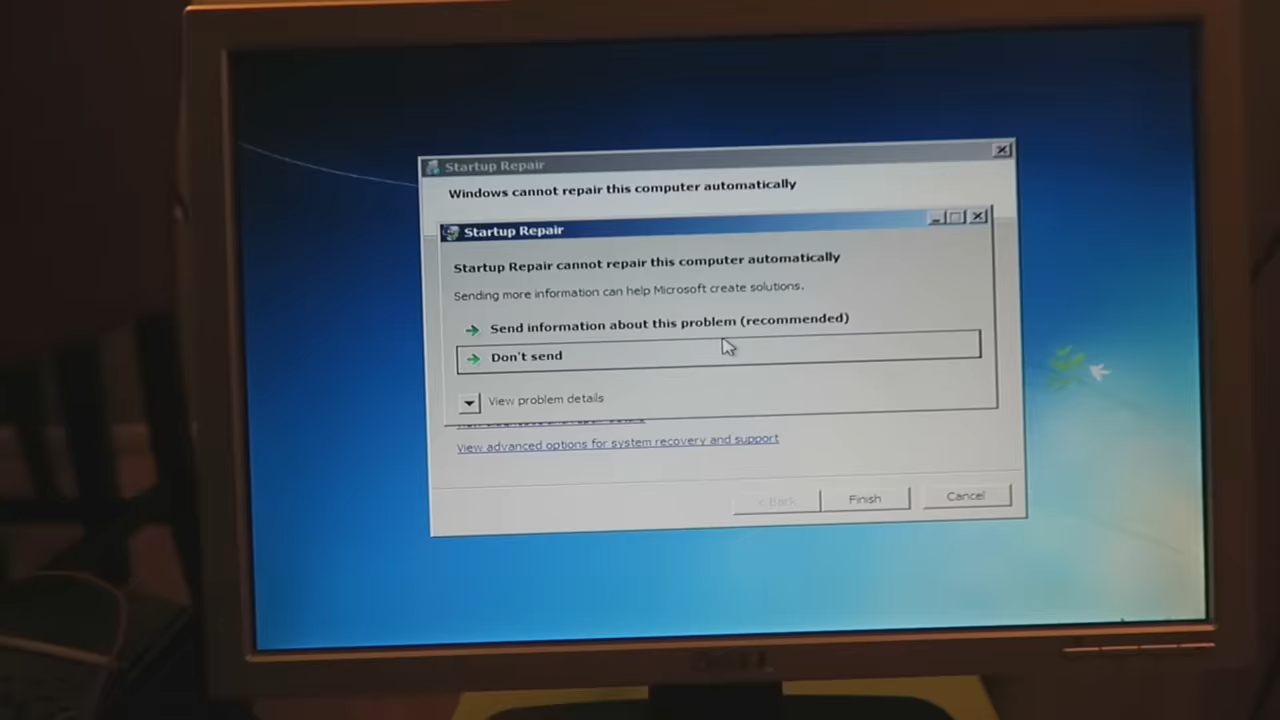 Startup Repair
Windows cannot repair this computer automatically
Startup Repair
Startup Repair cannot repair this computer automatically
Sending more information can help Microsoft create solutions.
Send information about this problem (recommended)
Don't send
View problem details
View advanced options for system recovery and support
< Back
Finish
Cancel